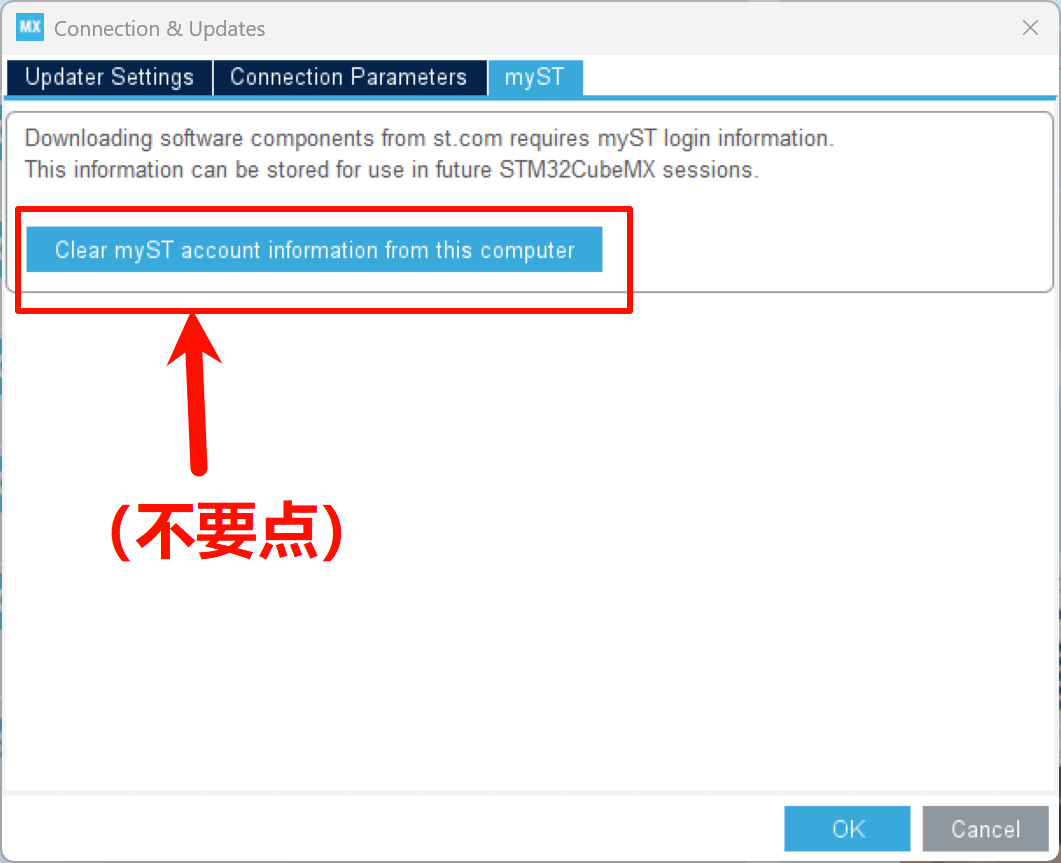 MX Connection & Updates
Updater Settings Connection Parameters myST
Downloading software components from st.com requires myST login information.
This information can be stored for use in future STM32CubeMX sessions.
Clear myST account information from this computer
(不要点)
OK Cancel